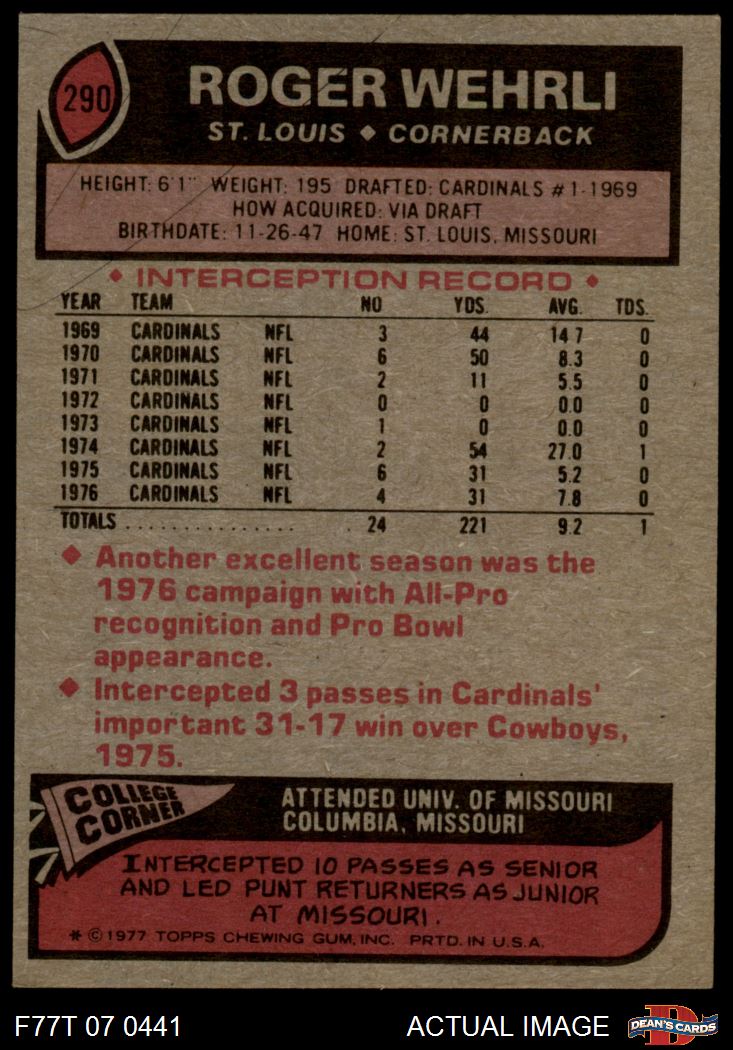 290
ROGER WEHRLI
ST. LOUIS ◆ CORNERBACK
HEIGHT: 6'1" WEIGHT: 195 DRAFTED: CARDINALS #1-1969
HOW ACQUIRED: VIA DRAFT
BIRTHDATE: 11-26-47 HOME: ST. LOUIS, MISSOURI
◆ INTERCEPTION RECORD ◆
YEAR TEAM NO YDS. AVG. TDS.
1969 CARDINALS NFL 3 44 14 7 0
1970 CARDINALS NFL 6 50 8.3 0
1971 CARDINALS NFL 2 11 5.5 0
1972 CARDINALS NFL 0 0 0.0 0
1973 CARDINALS NFL 1 0 0.0 0
1974 CARDINALS NFL 2 54 27.0 1
1975 CARDINALS NFL 6 31 5.2 0
1976 CARDINALS NFL 4 31 7.8 0
TOTALS . . . . . . . . . . . . . . . . 24 221 9.2 1
◆ Another excellent season was the
1976 campaign with All-Pro
recognition and Pro Bowl
appearance.
◆ Intercepted 3 passes in Cardinals'
important 31-17 win over Cowboys,
1975.
COLLEGE
CORNER
ATTENDED UNIV. OF MISSOURI
COLUMBIA, MISSOURI
INTERCEPTED 10 PASSES AS SENIOR
AND LED PUNT RETURNERS AS JUNIOR
AT MISSOURI.
* © 1977 TOPPS CHEWING GUM, INC. PRTD. IN U.S.A.
F77T 07 0441 ACTUAL IMAGE D DEAN'S CARDS